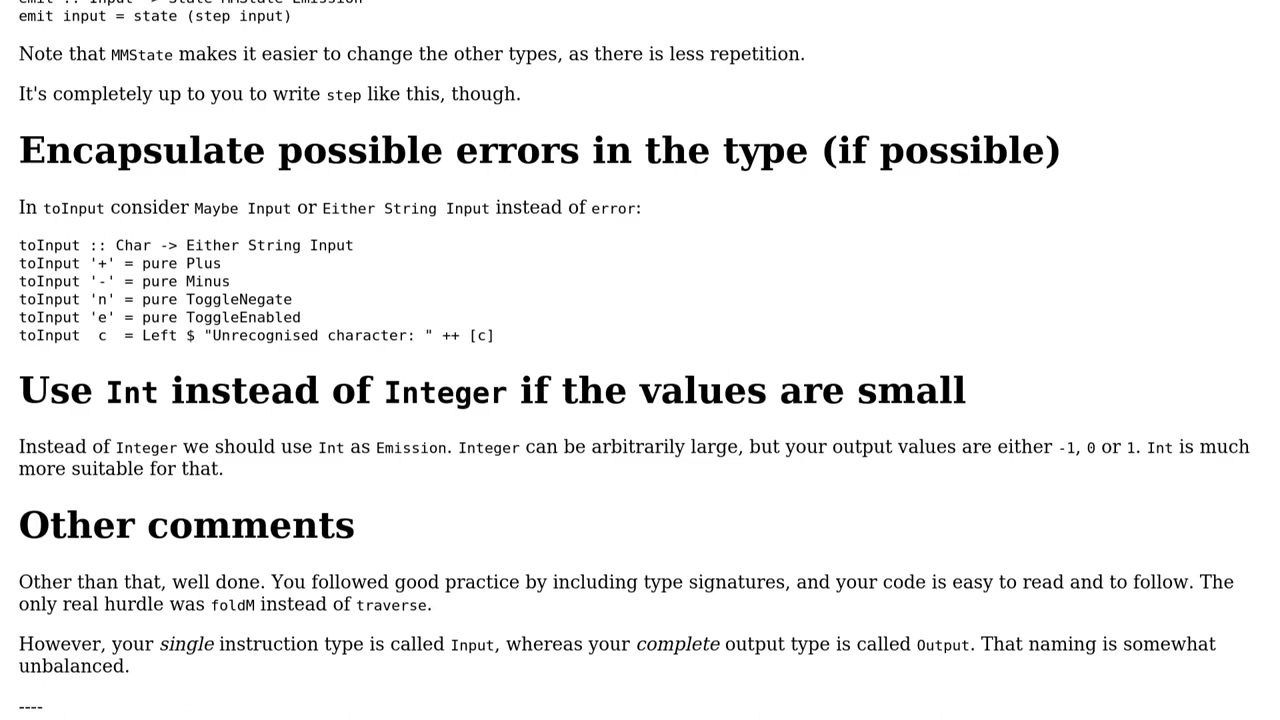 emit :: Input -> State MMState Emission
emit input = state (step input)
Note that MMState makes it easier to change the other types, as there is less repetition.
It's completely up to you to write step like this, though.
Encapsulate possible errors in the type (if possible)
In toInput consider Maybe Input or Either String Input instead of error:
toInput :: Char -> Either String Input
toInput '+' = pure Plus
toInput '-' = pure Minus
toInput 'n' = pure ToggleNegate
toInput 'e' = pure ToggleEnabled
toInput  c  = Left $ "Unrecognised character: " ++ [c]
Use Int instead of Integer if the values are small
Instead of Integer we should use Int as Emission. Integer can be arbitrarily large, but your output values are either -1, 0 or 1. Int is much
more suitable for that.
Other comments
Other than that, well done. You followed good practice by including type signatures, and your code is easy to read and to follow. The
only real hurdle was foldM instead of traverse.
However, your single instruction type is called Input, whereas your complete output type is called Output. That naming is somewhat
unbalanced.
----